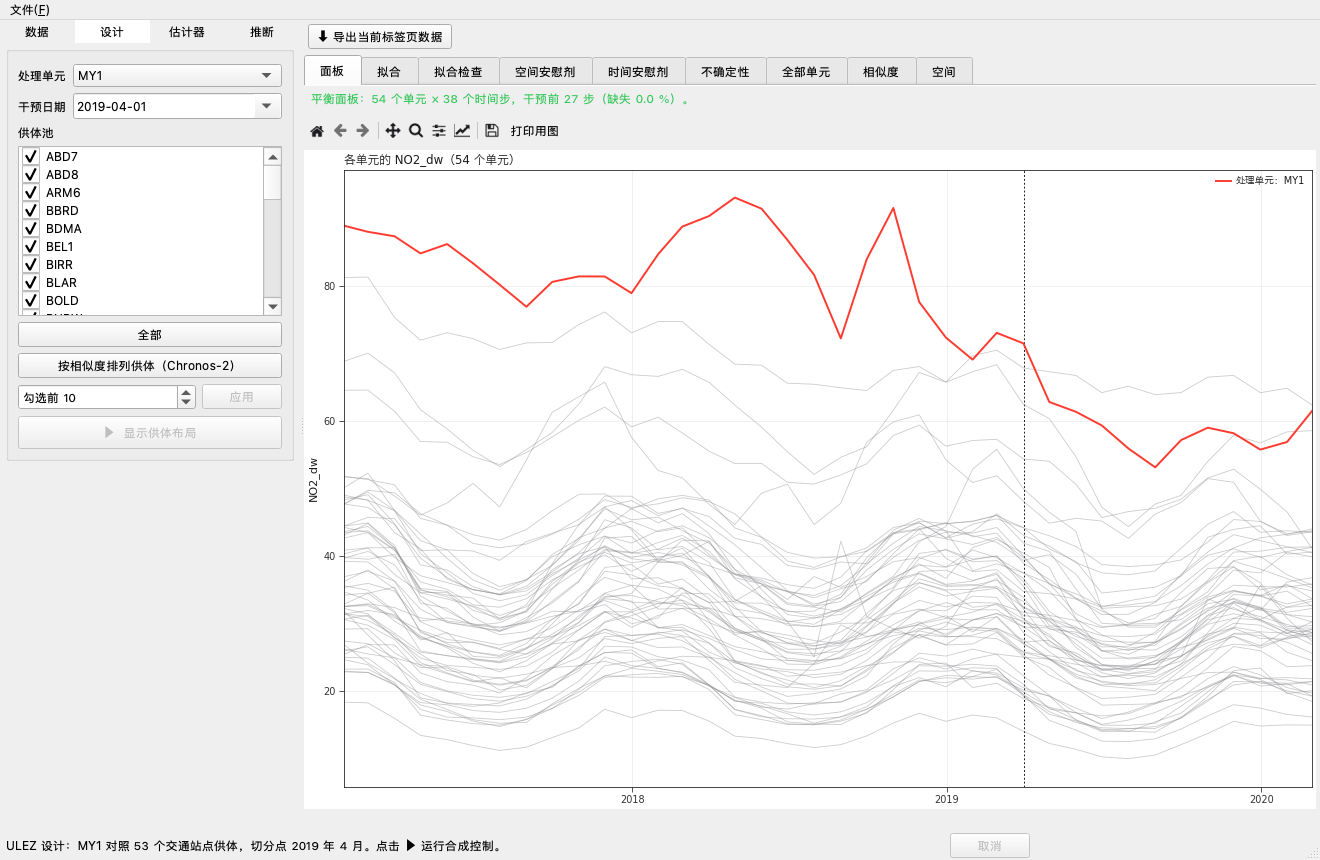 文件(F)
数据 设计 估计器 推断
处理单元 MY1
干预日期 2019-04-01
供体池
ABD7
ABD8
ARM6
BBRD
BDMA
BEL1
BIRR
BLAR
BOLD
全部
按相似度排列供体（Chronos-2）
勾选前 10 应用
显示供体布局
导出当前标签页数据
面板 拟合 拟合检查 空间安慰剂 时间安慰剂 不确定性 全部单元 相似度 空间
平衡面板：54 个单元 x 38 个时间步，干预前 27 步（缺失 0.0 %）。
打印用图
各单元的 NO2_dw（54 个单元）
处理单元：MY1
NO2_dw
80
60
40
20
2018 2019 2020
ULEZ 设计：MY1 对照 53 个交通站点供体，切分点 2019 年 4 月。点击 ▶ 运行合成控制。
取消